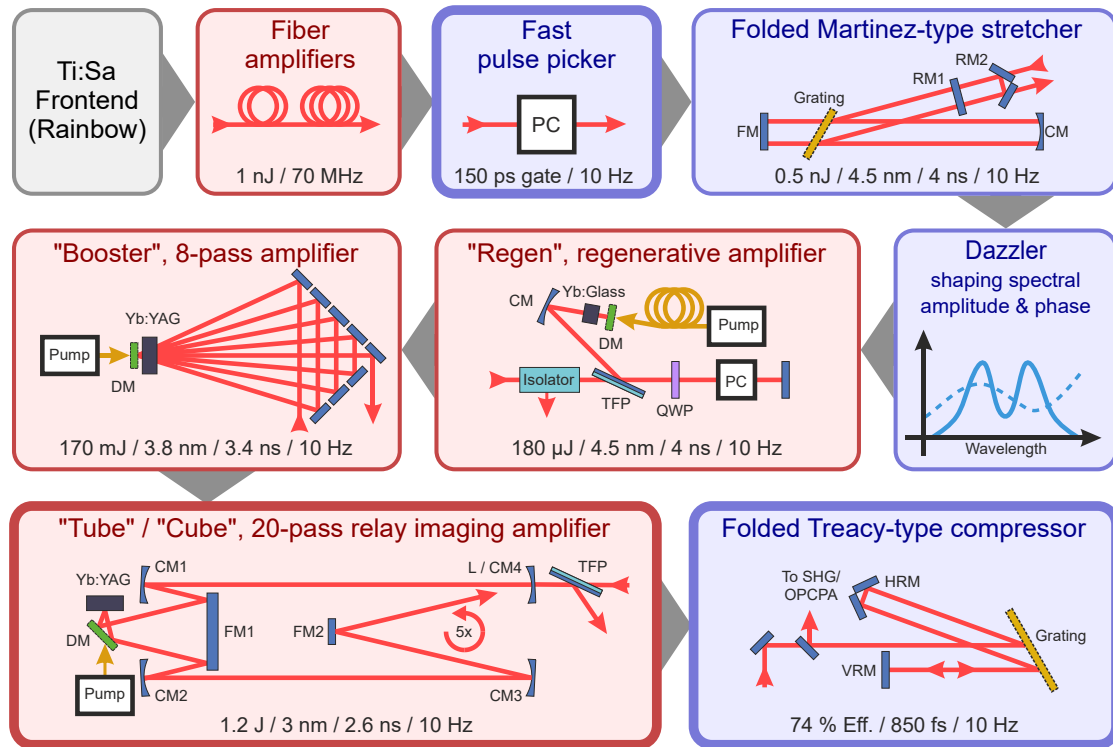 Ti:Sa
Frontend
(Rainbow)
Fiber
amplifiers
1 nJ / 70 MHz
Fast
pulse picker
PC
150 ps gate / 10 Hz
Folded Martinez-type stretcher
RM2
RM1
Grating
FM
CM
0.5 nJ / 4.5 nm / 4 ns / 10 Hz
"Booster", 8-pass amplifier
Yb:YAG
Pump
DM
170 mJ / 3.8 nm / 3.4 ns / 10 Hz
"Regen", regenerative amplifier
CM
Yb:Glass
Pump
DM
Isolator
TFP
QWP
PC
180 µJ / 4.5 nm / 4 ns / 10 Hz
Dazzler
shaping spectral
amplitude & phase
Wavelength
"Tube" / "Cube", 20-pass relay imaging amplifier
Yb:YAG
CM1
L / CM4
TFP
DM
FM1
FM2
5x
Pump
CM2
CM3
1.2 J / 3 nm / 2.6 ns / 10 Hz
Folded Treacy-type compressor
To SHG/
OPCPA
HRM
Grating
VRM
74 % Eff. / 850 fs / 10 Hz